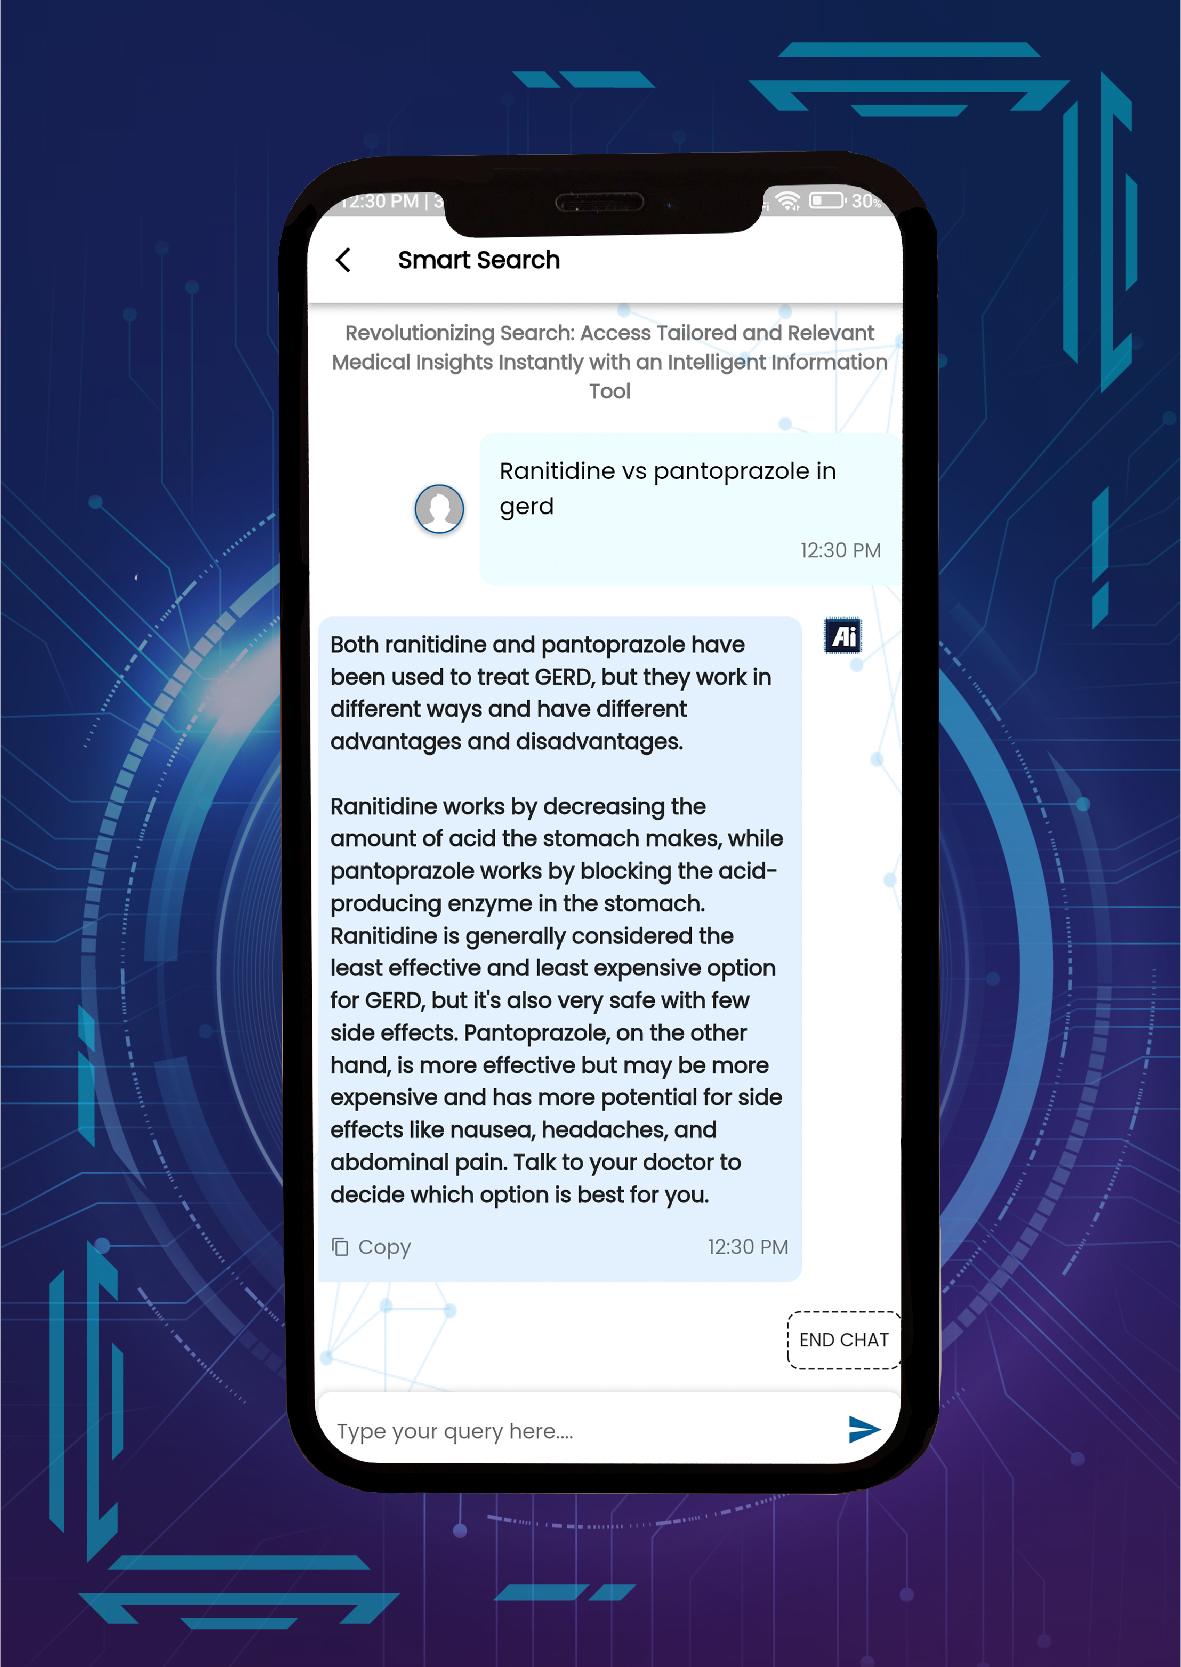 12:30 PM | 3
30%
Smart Search
Revolutionizing Search: Access Tailored and Relevant
Medical Insights Instantly with an Intelligent Information
Tool
Ranitidine vs pantoprazole in
gerd
12:30 PM
Ai
Both ranitidine and pantoprazole have
been used to treat GERD, but they work in
different ways and have different
advantages and disadvantages.
Ranitidine works by decreasing the
amount of acid the stomach makes, while
pantoprazole works by blocking the acid-
producing enzyme in the stomach.
Ranitidine is generally considered the
least effective and least expensive option
for GERD, but it's also very safe with few
side effects. Pantoprazole, on the other
hand, is more effective but may be more
expensive and has more potential for side
effects like nausea, headaches, and
abdominal pain. Talk to your doctor to
decide which option is best for you.
Copy
12:30 PM
END CHAT
Type your query here....